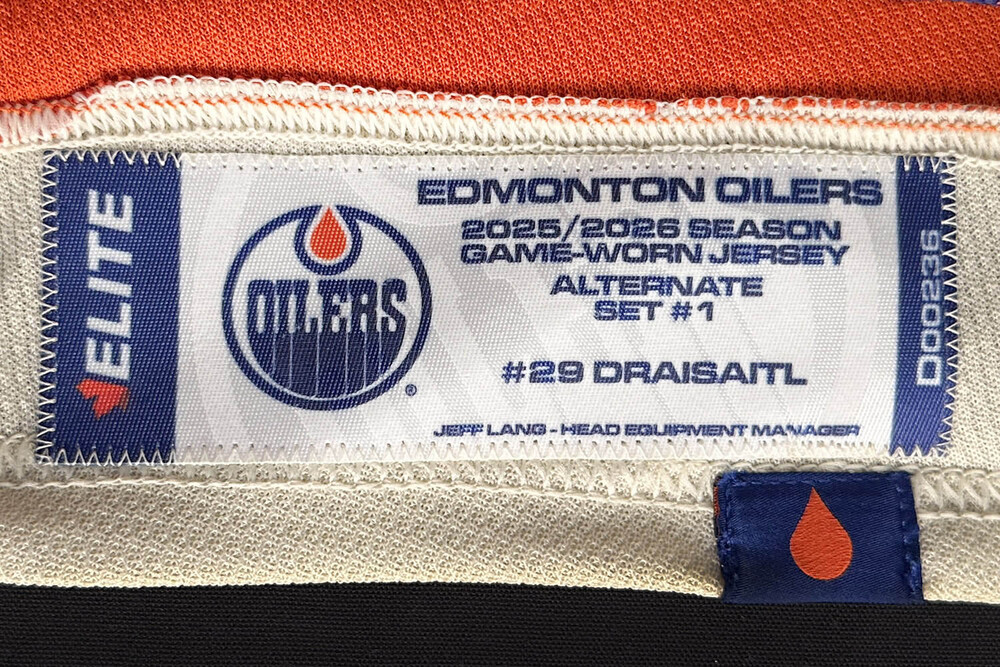 ELITE
OILERS
®
EDMONTON OILERS
2025/2026 SEASON
GAME-WORN JERSEY
ALTERNATE
SET #1
#29 DRAISAITL
JEFF LANG - HEAD EQUIPMENT MANAGER
D00236